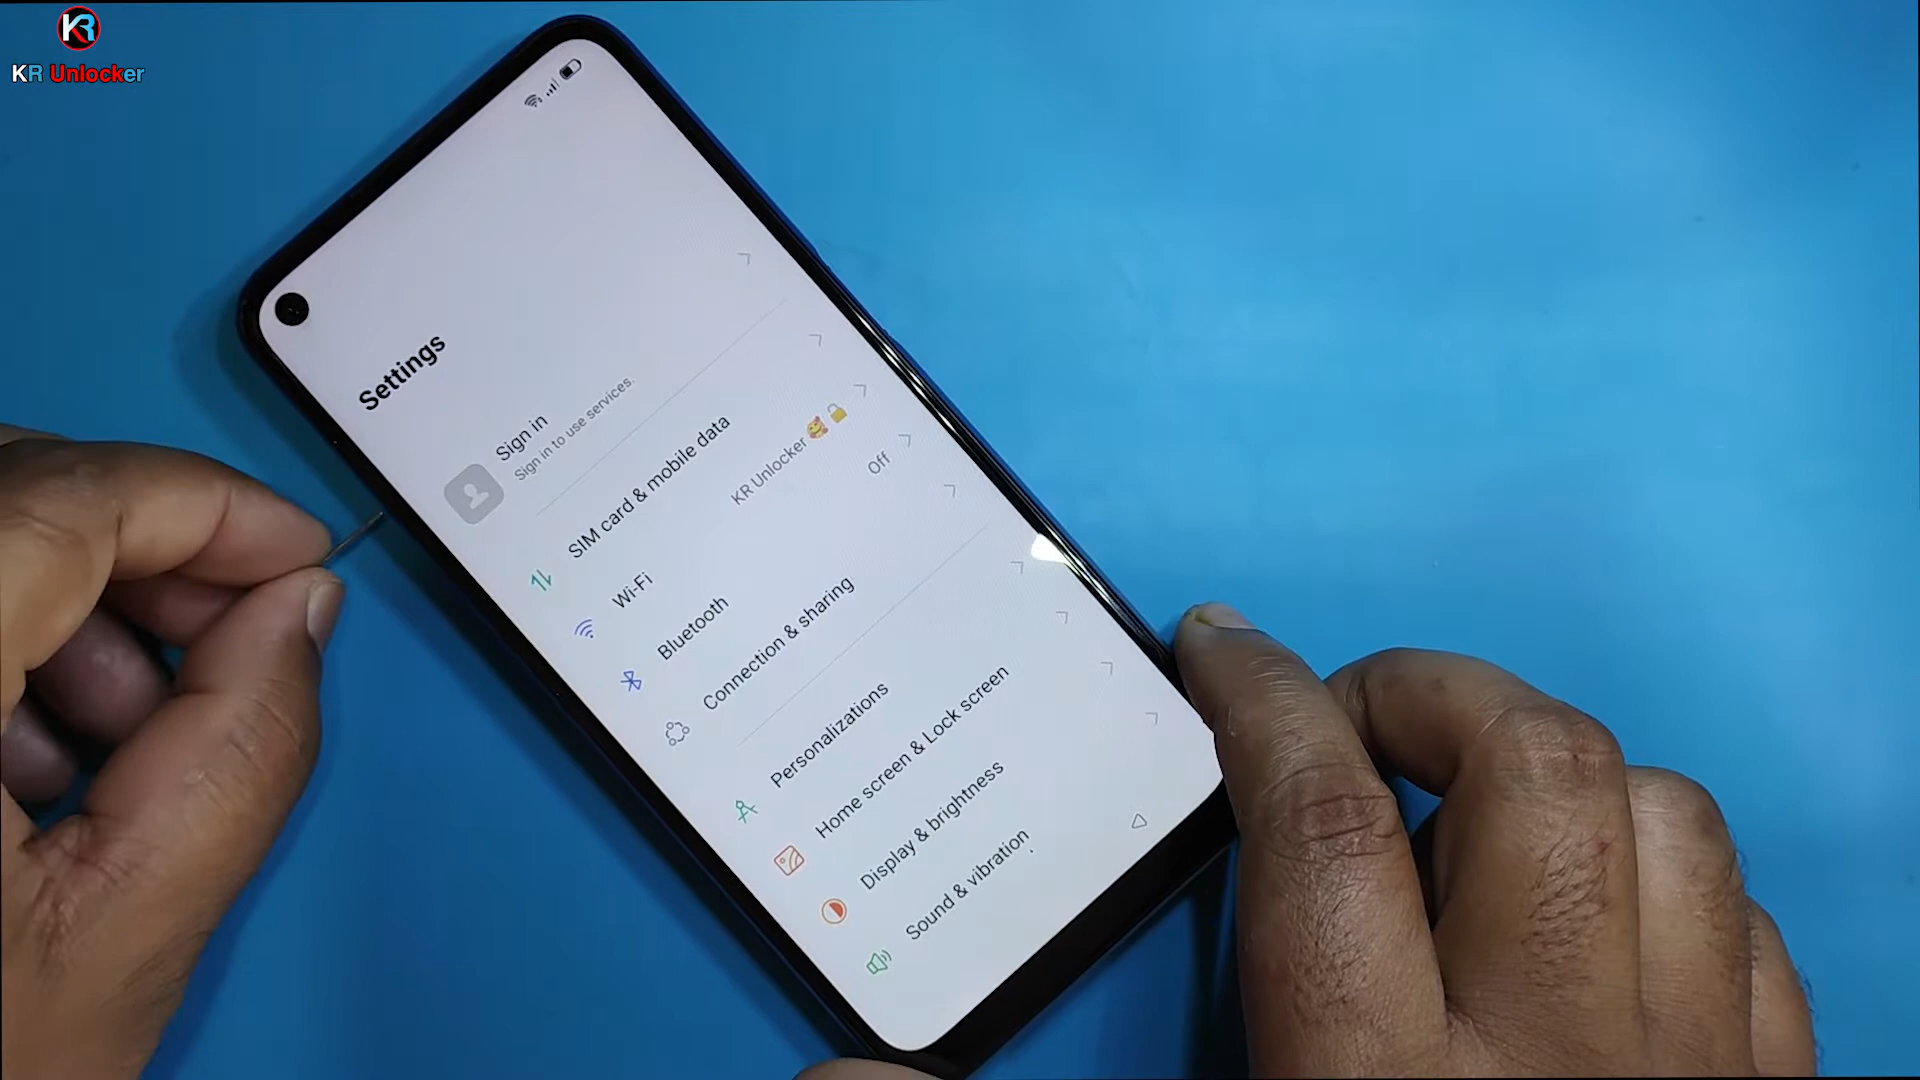 KR
KR Unlocker
Settings
Sign in
Sign in to use services.
SIM card & mobile data
Wi-Fi
KR Unlocker 🥰🔒
Bluetooth
Off
Connection & sharing
Personalizations
Home screen & Lock screen
Display & brightness
Sound & vibration